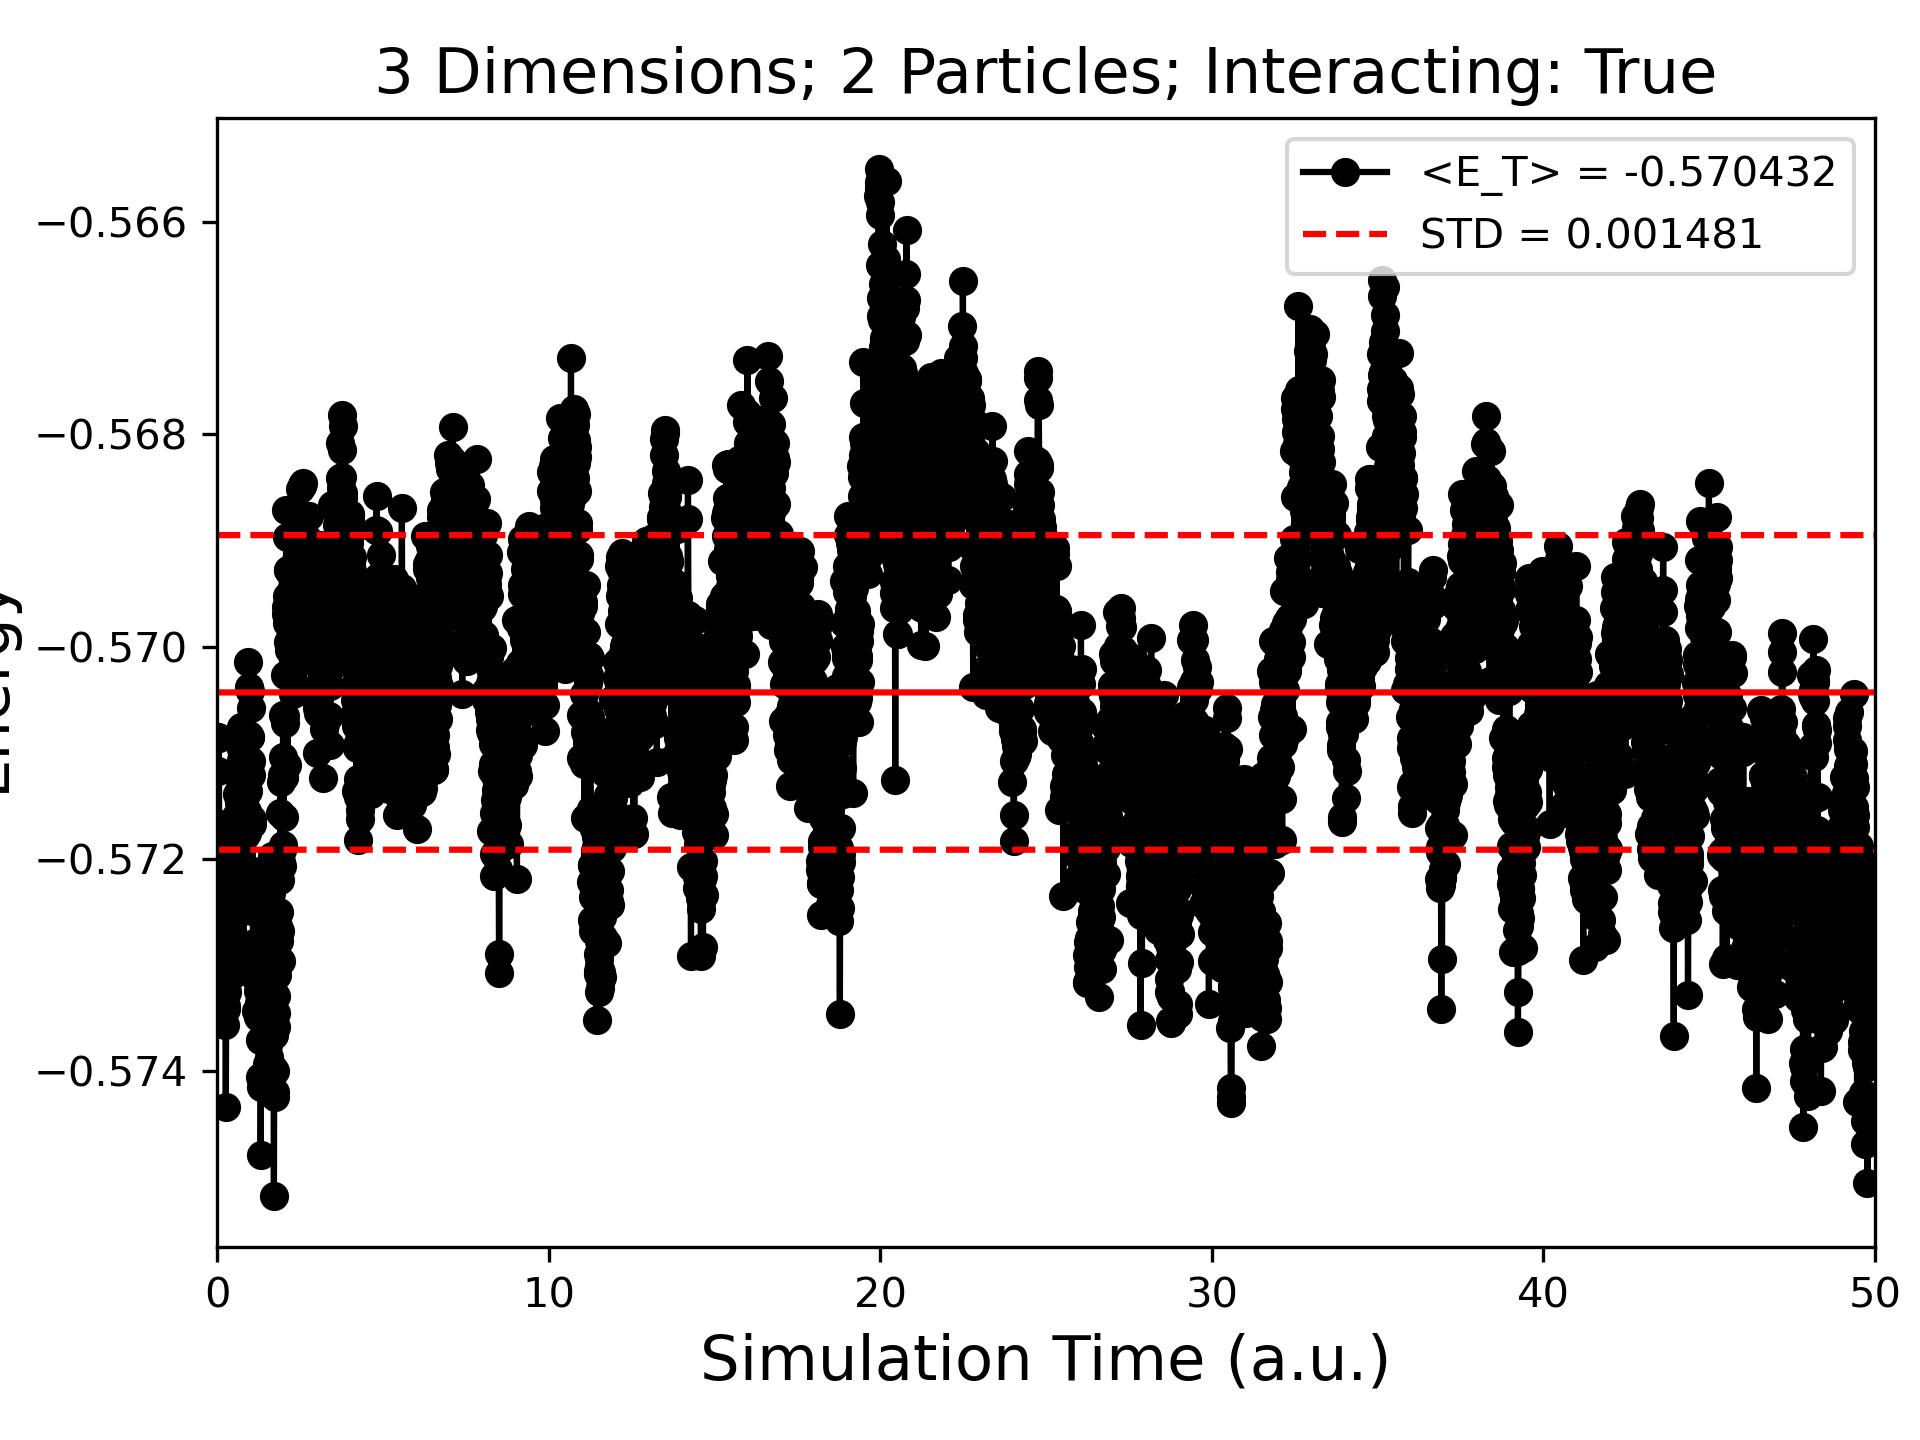 3 Dimensions; 2 Particles; Interacting: True
<E_T> = -0.570432
STD = 0.001481
−0.566
−0.568
−0.570
−0.572
−0.574
Energy
0 10 20 30 40 50
Simulation Time (a.u.)